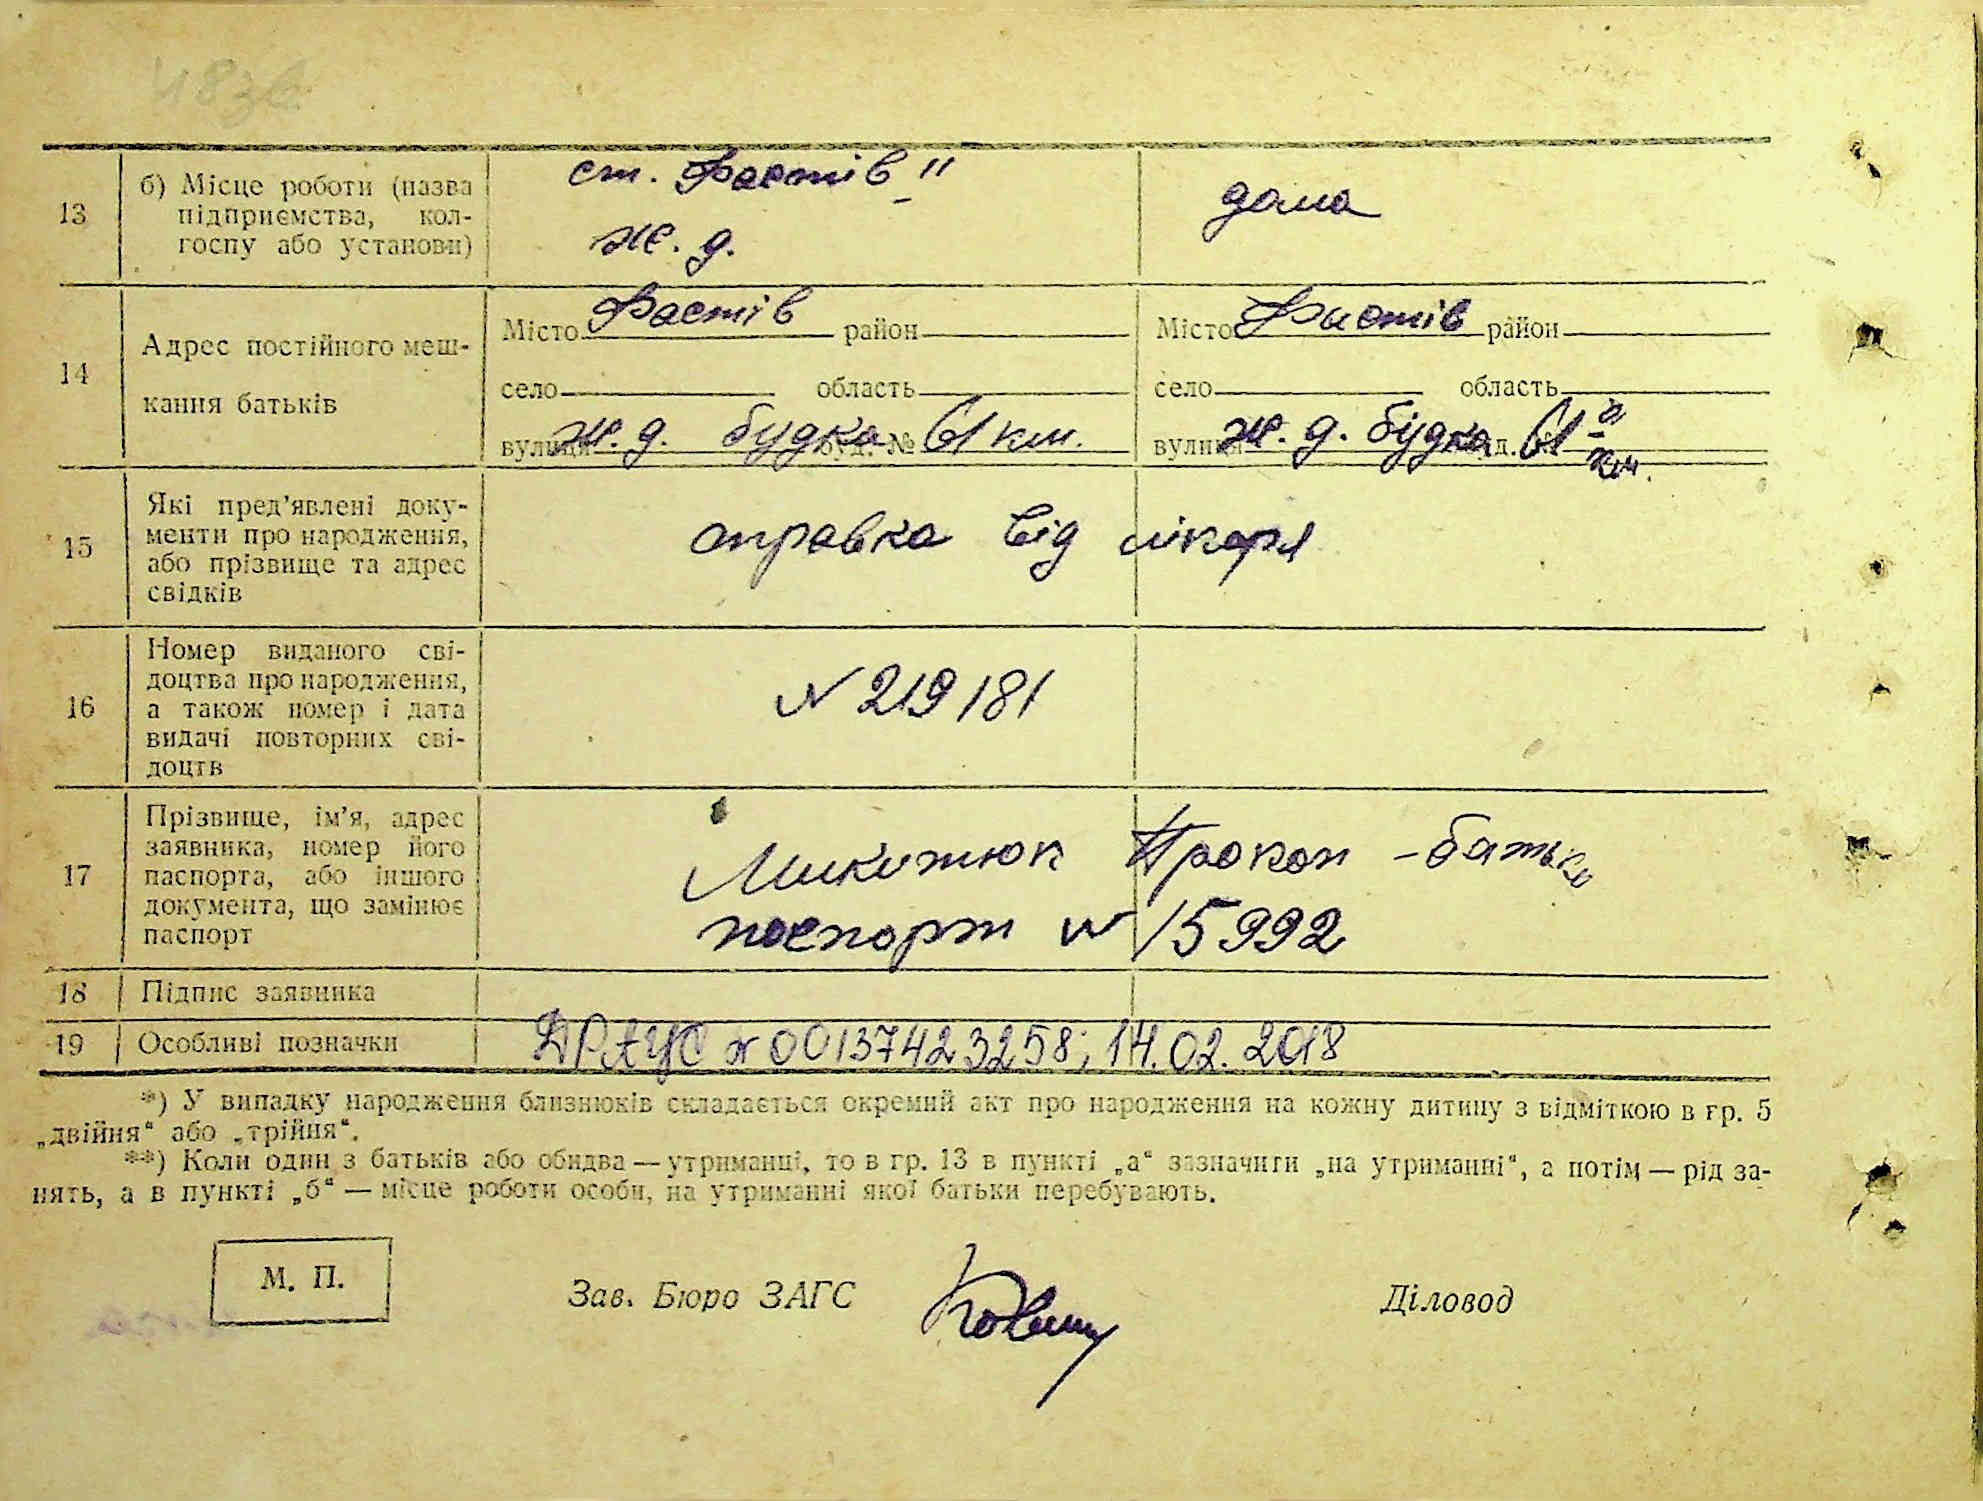 483в
13 б) Місце роботи (назва підприємства, колгоспу або установи)
ст. Фастів II
ж. д.
дома
14 Адрес постійного мешкання батьків
Місто Фастів район
село область
вулиця ж. д. будка буд. № 61 км.
Місто Фастів район
село область
вулиця ж. д. будка 61-й км.
15 Які пред'явлені документи про народження, або прізвище та адрес свідків
справка від лікаря
16 Номер виданого свідоцтва про народження, а також номер і дата видачі повторних свідоцтв
N 219181
17 Прізвище, ім'я, адрес заявника, номер його паспорта, або іншого документа, що замінює паспорт
Микитюк Прокоп - батько
паспорт N 15992
18 Підпис заявника
19 Особливі позначки
ДРАЦС N 00137423258; 14.02.2018
*) У випадку народження близнюків складається окремий акт про народження на кожну дитину з відміткою в гр. 5
„двійня“ або „трійня“.
**) Коли один з батьків або обидва — утриманці, то в гр. 13 в пункті „а“ зазначити „на утриманні“, а потім — рід за-
нять, а в пункті „б“ — місце роботи особи, на утриманні якої батьки перебувають.
М. П.
Зав. Бюро ЗАГС
Діловод